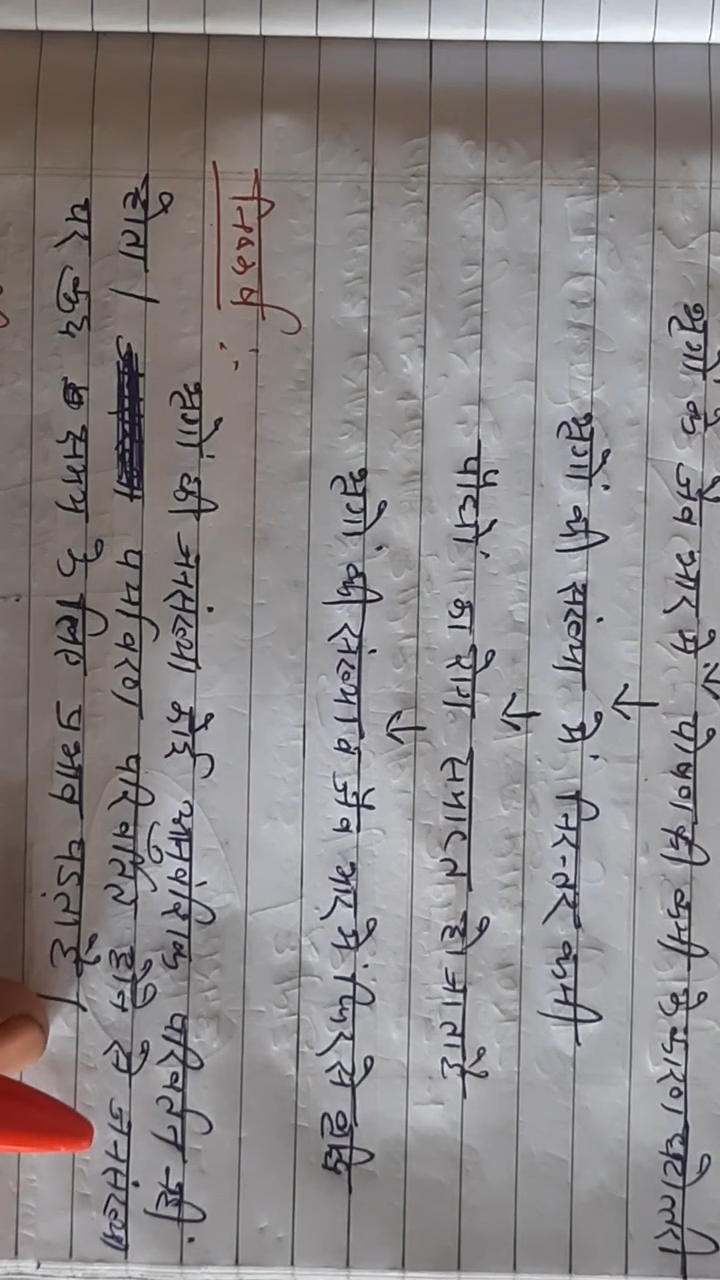 भृंगों के जैव भार में पोषण की कमी के कारण घटोत्तरी
↓
भृंगों की संख्या में निरन्तर कमी
↓
पौधों का रोग समाप्त हो जाता है
↓
भृंगों की संख्या व जैव भार में फिर से वृद्धि
निष्कर्ष :-
भृंगों की जनसंख्या कोई आनुवंशिक परिवर्तन नहीं
होता। पर्यावरण परिवर्तित होने से जनसंख्या
पर कुछ समय के लिए प्रभाव पड़ता है।